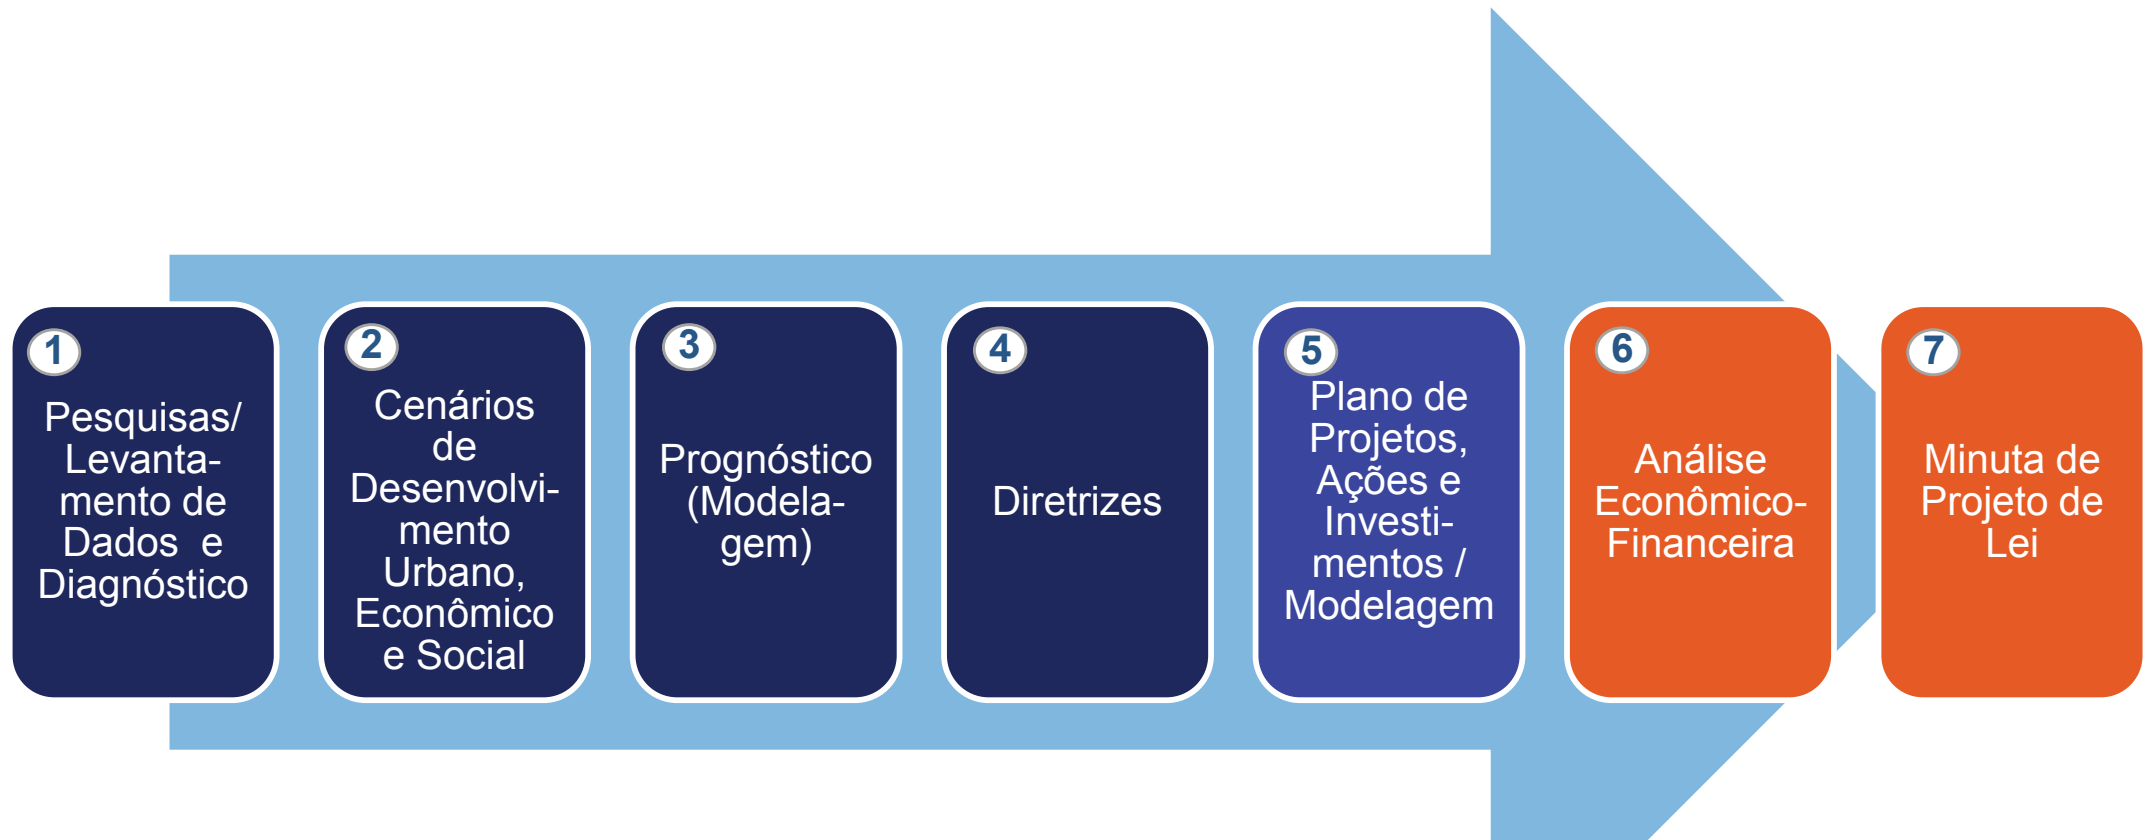 1
Pesquisas/
Levanta-
mento de
Dados e
Diagnóstico
2
Cenários
de
Desenvolvi-
mento
Urbano,
Econômico
e Social
3
Prognóstico
(Modela-
gem)
4
Diretrizes
5
Plano de
Projetos,
Ações e
Investi-
mentos /
Modelagem
6
Análise
Econômico-
Financeira
7
Minuta de
Projeto de
Lei